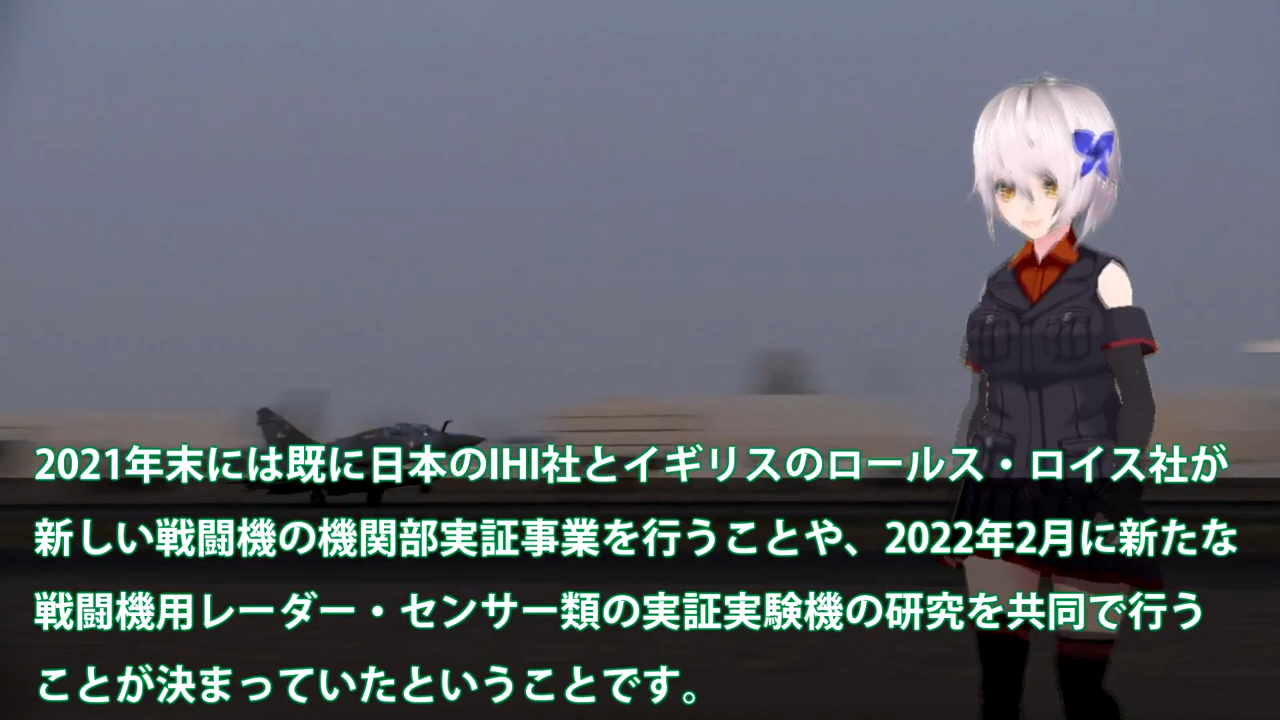 2021年末には既に日本のIHI社とイギリスのロールス・ロイス社が
新しい戦闘機の機関部実証事業を行うことや、2022年2月に新たな
戦闘機用レーダー・センサー類の実証実験機の研究を共同で行う
ことが決まっていたということです。